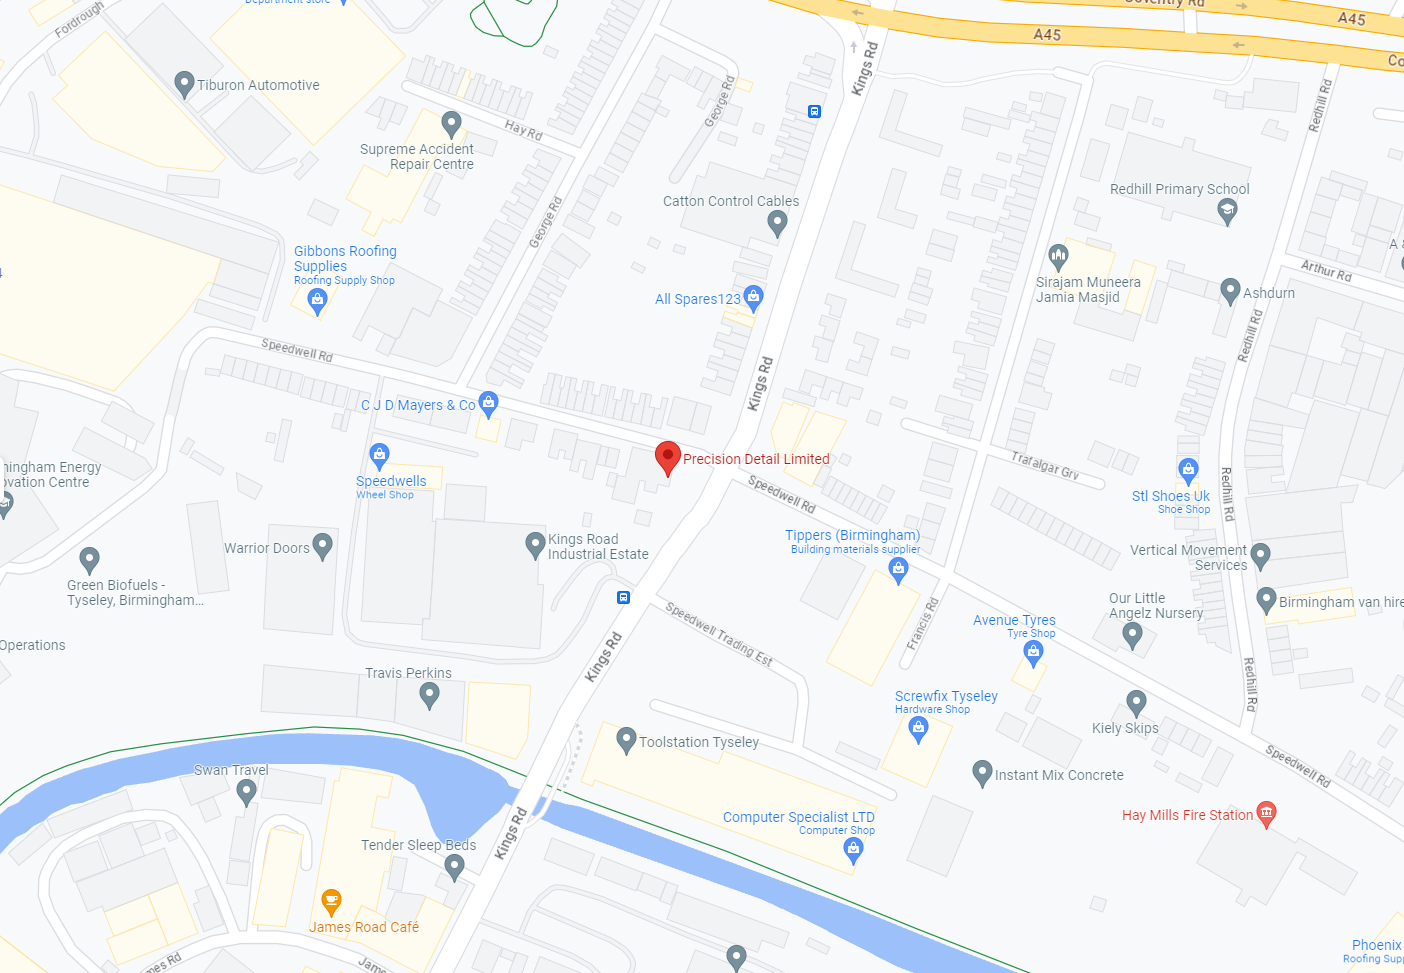 Department store
Coventry Rd
A45
A45
Co
Fordrough
Kings Rd
Tiburon Automotive
George Rd
Hay Rd
Redhill Rd
Supreme Accident
Repair Centre
Redhill Primary School
Catton Control Cables
George Rd
Gibbons Roofing
Supplies
Roofing Supply Shop
A &
Arthur Rd
Sirajam Muneera
Jamia Masjid
Ashdurn
All Spares123
Speedwell Rd
Redhill Rd
Kings Rd
C J D Mayers & Co
Precision Detail Limited
Trafalgar Grv
ningham Energy
ovation Centre
Speedwells
Wheel Shop
Speedwell Rd
Redhill Rd
Stl Shoes Uk
Shoe Shop
Tippers (Birmingham)
Building materials supplier
Warrior Doors
Kings Road
Industrial Estate
Vertical Movement
Services
Green Biofuels -
Tyseley, Birmingham...
Our Little
Angelz Nursery
Birmingham van hire
Francis Rd
Avenue Tyres
Tyre Shop
Speedwell Trading Est
Operations
Kings Rd
Travis Perkins
Redhill Rd
Screwfix Tyseley
Hardware Shop
Kiely Skips
Toolstation Tyseley
Speedwell Rd
Swan Travel
Instant Mix Concrete
Computer Specialist LTD
Computer Shop
Hay Mills Fire Station
Kings Rd
Tender Sleep Beds
James Road Café
Phoenix
Roofing Supp
mes Rd
Jame